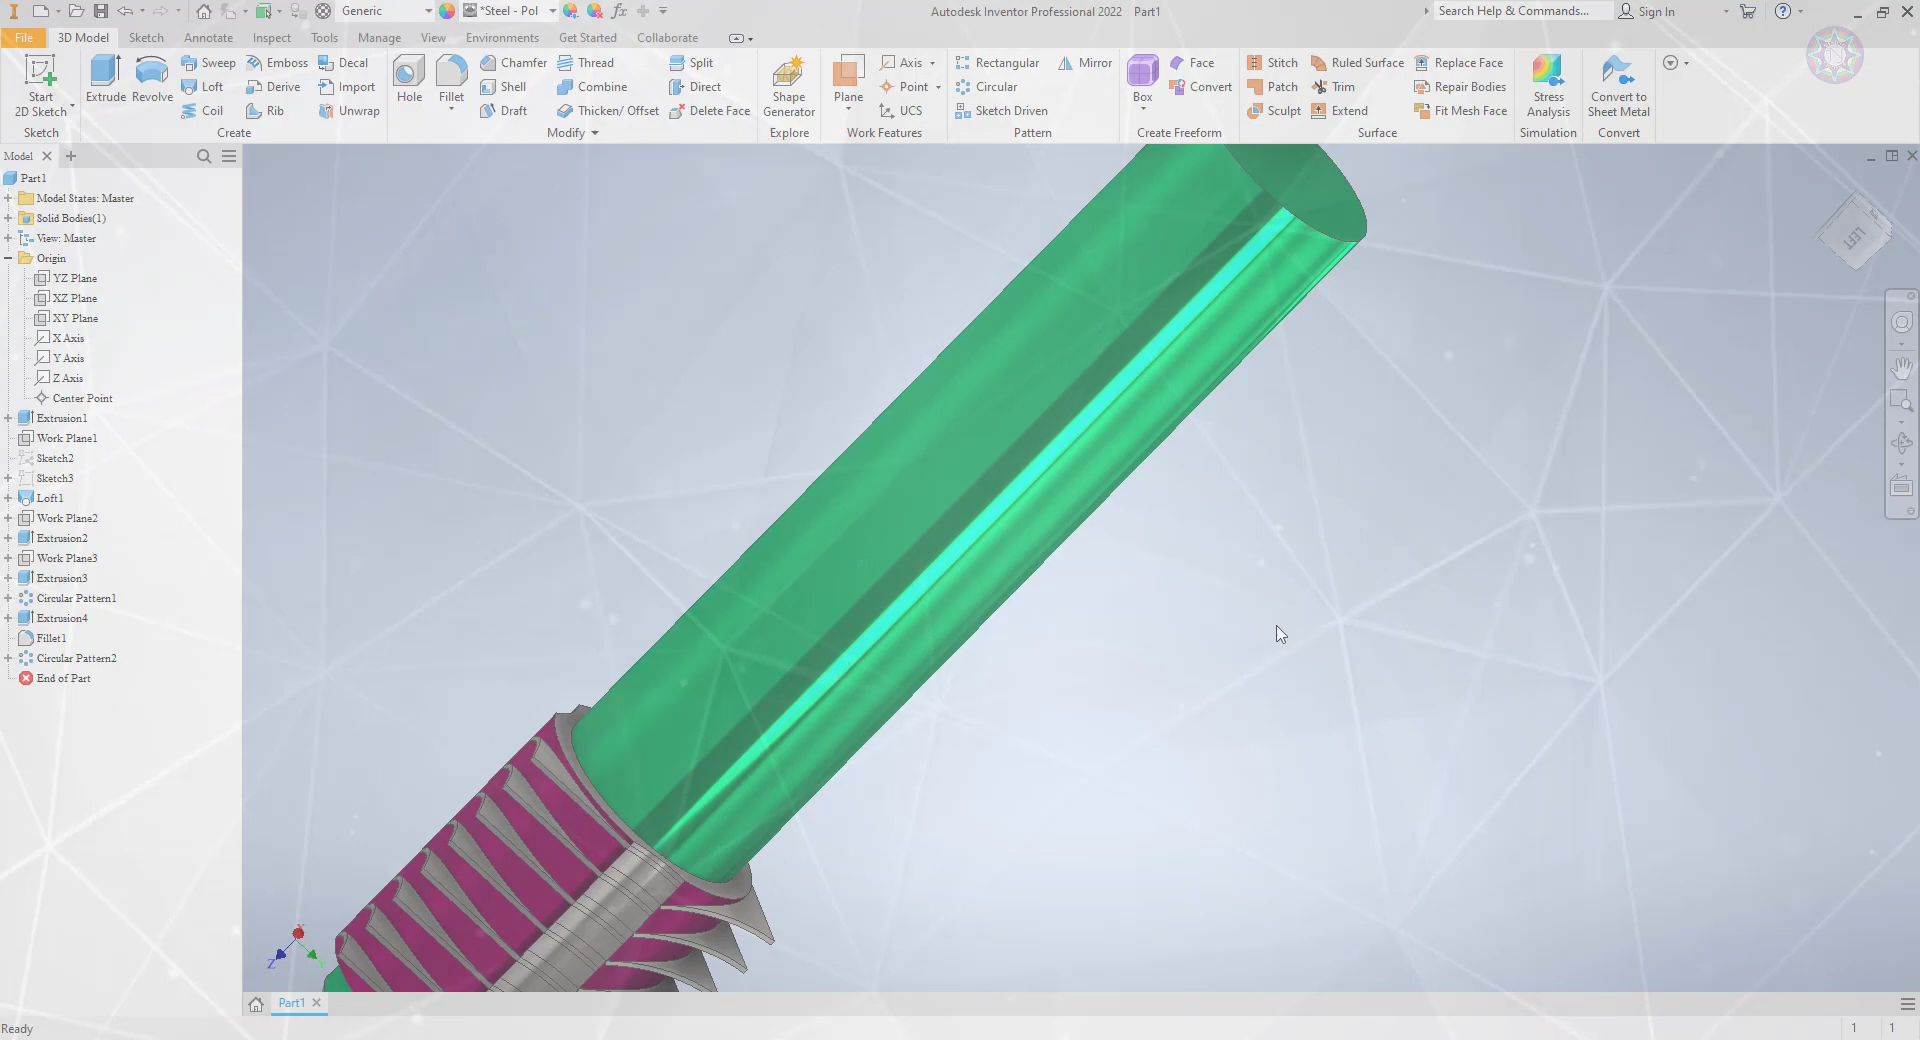 Generic
*Steel - Pol
Autodesk Inventor Professional 2022 Part1
Search Help & Commands...
Sign In
File
3D Model
Sketch
Annotate
Inspect
Tools
Manage
View
Environments
Get Started
Collaborate
Start
2D Sketch
Sketch
Extrude
Revolve
Sweep
Loft
Coil
Emboss
Derive
Rib
Decal
Import
Unwrap
Create
Hole
Fillet
Chamfer
Shell
Draft
Thread
Combine
Thicken/ Offset
Split
Direct
Delete Face
Modify
Shape
Generator
Explore
Plane
Axis
Point
UCS
Work Features
Rectangular
Circular
Sketch Driven
Mirror
Pattern
Box
Face
Convert
Create Freeform
Stitch
Patch
Sculpt
Ruled Surface
Trim
Extend
Replace Face
Repair Bodies
Fit Mesh Face
Surface
Stress
Analysis
Simulation
Convert to
Sheet Metal
Convert
Model
Part1
Model States: Master
Solid Bodies(1)
View: Master
Origin
YZ Plane
XZ Plane
XY Plane
X Axis
Y Axis
Z Axis
Center Point
Extrusion1
Work Plane1
Sketch2
Sketch3
Loft1
Work Plane2
Extrusion2
Work Plane3
Extrusion3
Circular Pattern1
Extrusion4
Fillet1
Circular Pattern2
End of Part
LEFT
X
Y
Z
Part1
Ready
1 1